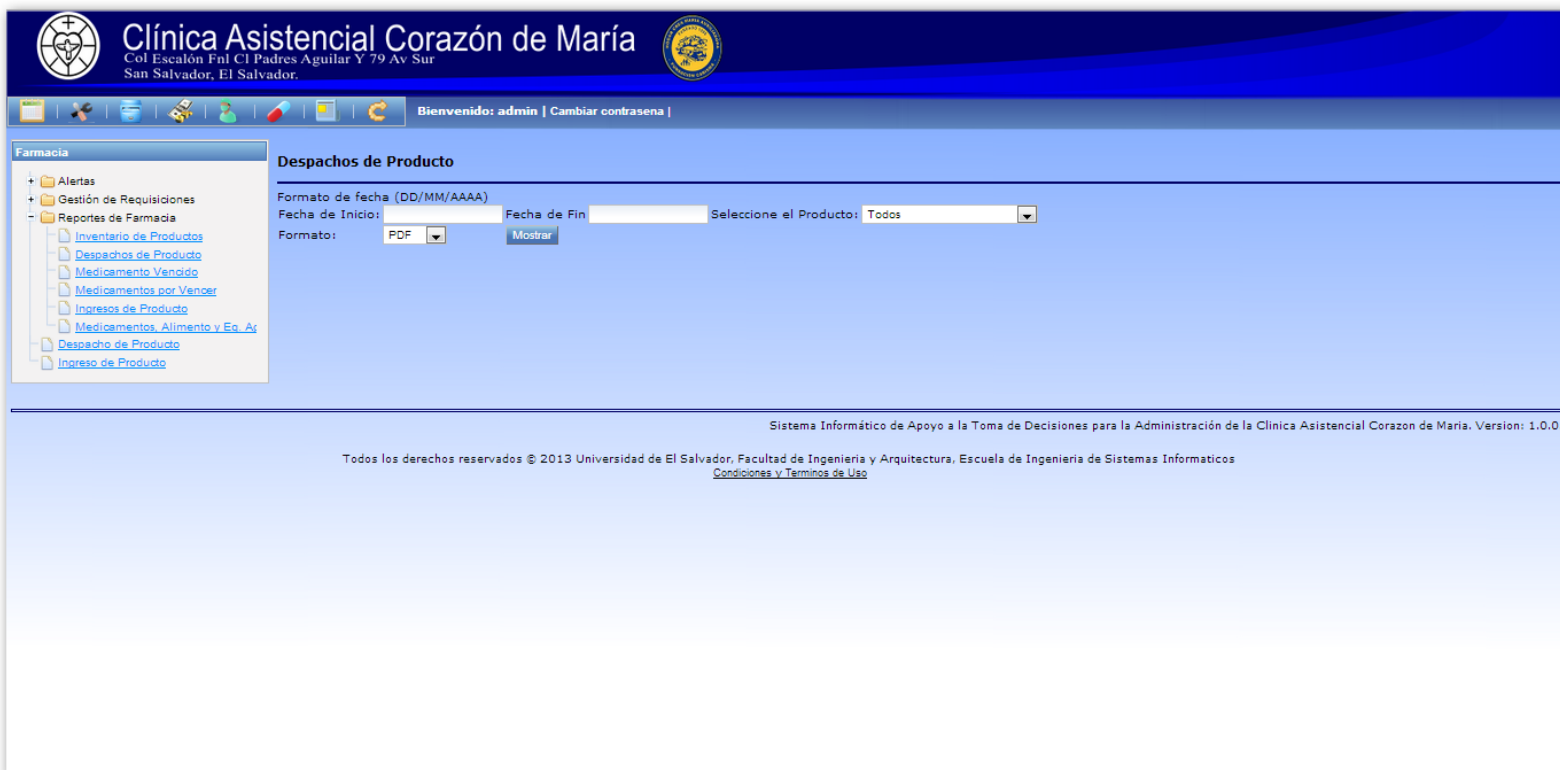 Clínica Asistencial Corazón de María
Col Escalón Fnl Cl Padres Aguilar Y 79 Av Sur
San Salvador, El Salvador.
Bienvenido: admin | Cambiar contrasena |
Farmacia
Alertas
Gestión de Requisiciones
Reportes de Farmacia
Inventario de Productos
Despachos de Producto
Medicamento Vencido
Medicamentos por Vencer
Ingresos de Producto
Medicamentos, Alimento y Eq. Ag
Despacho de Producto
Ingreso de Producto
Despachos de Producto
Formato de fecha (DD/MM/AAAA)
Fecha de Inicio: Fecha de Fin Seleccione el Producto: Todos
Formato: PDF Mostrar
Sistema Informático de Apoyo a la Toma de Decisiones para la Administración de la Clinica Asistencial Corazon de Maria. Version: 1.0.0
Todos los derechos reservados © 2013 Universidad de El Salvador, Facultad de Ingenieria y Arquitectura, Escuela de Ingenieria de Sistemas Informaticos
Condiciones y Terminos de Uso